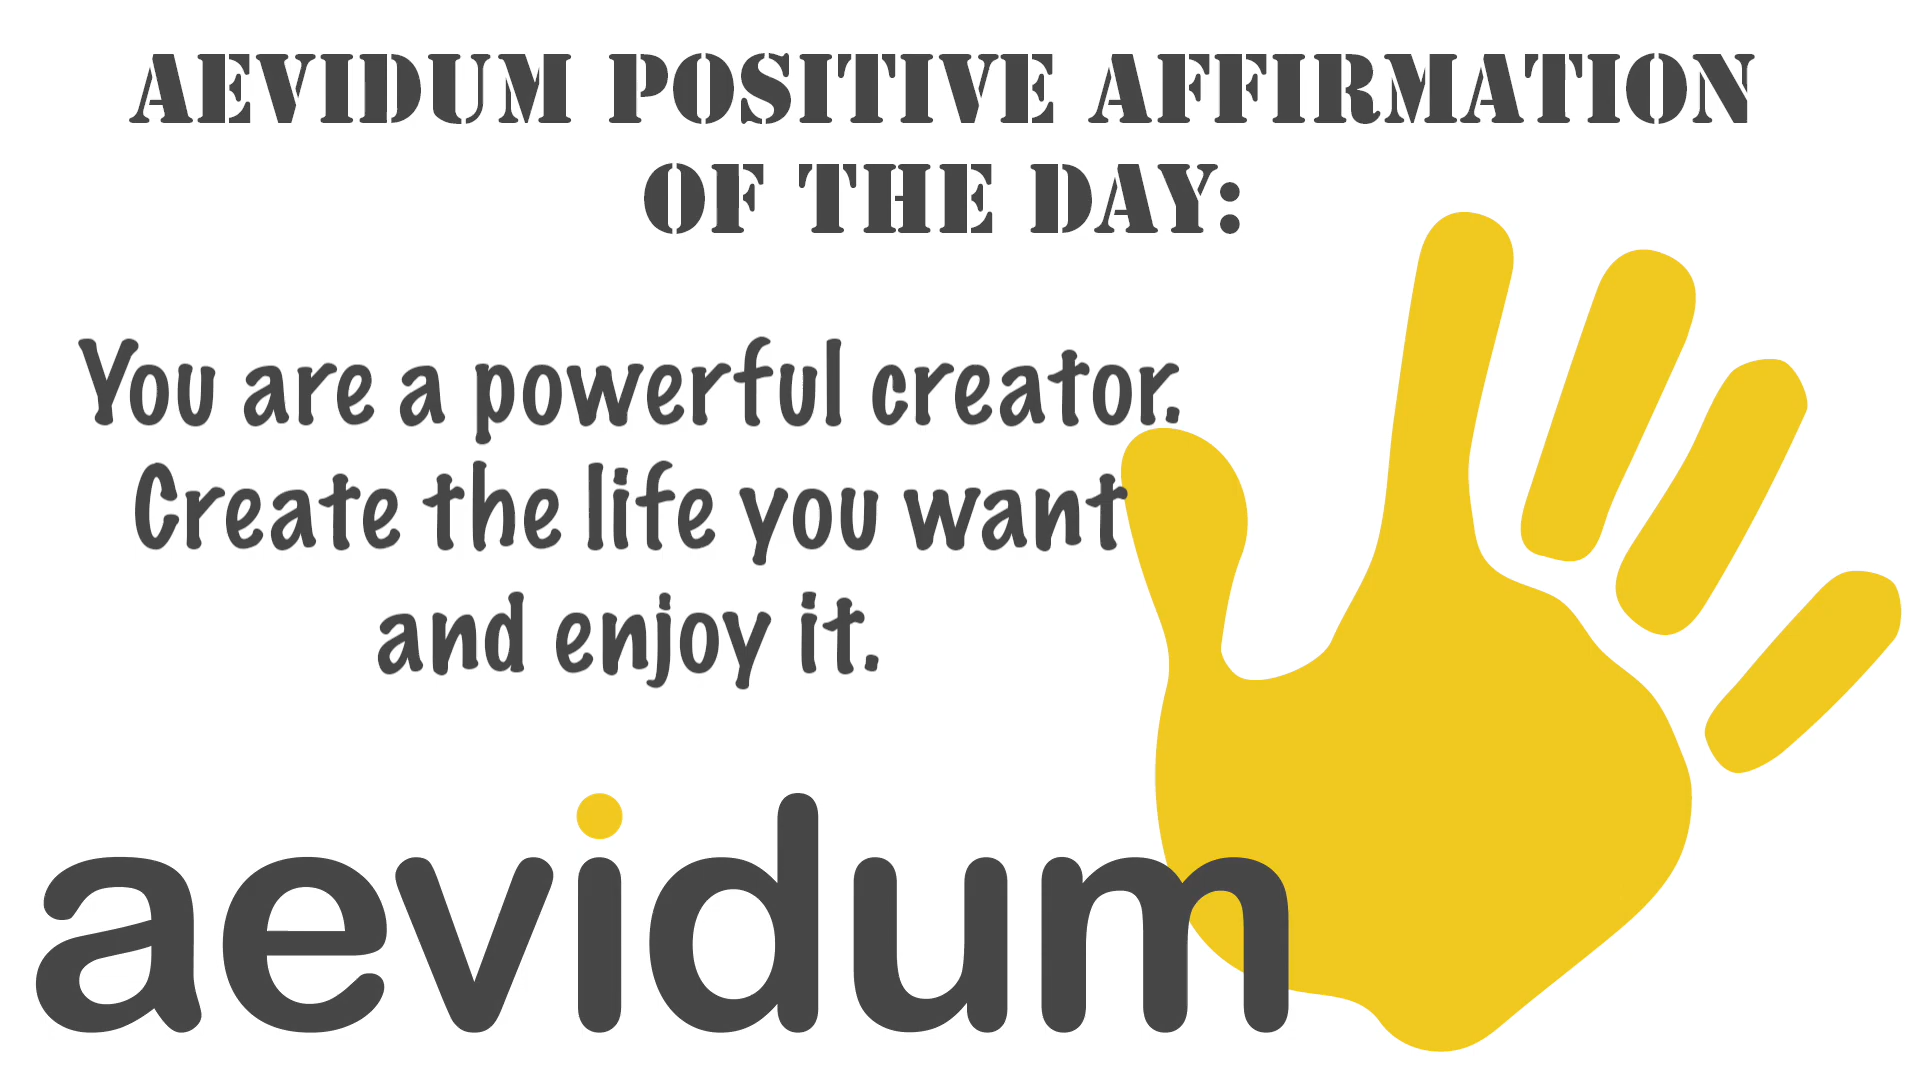 AEVIDUM POSITIVE AFFIRMATION
OF THE DAY:
You are a powerful creator.
Create the life you want
and enjoy it.
aevidum